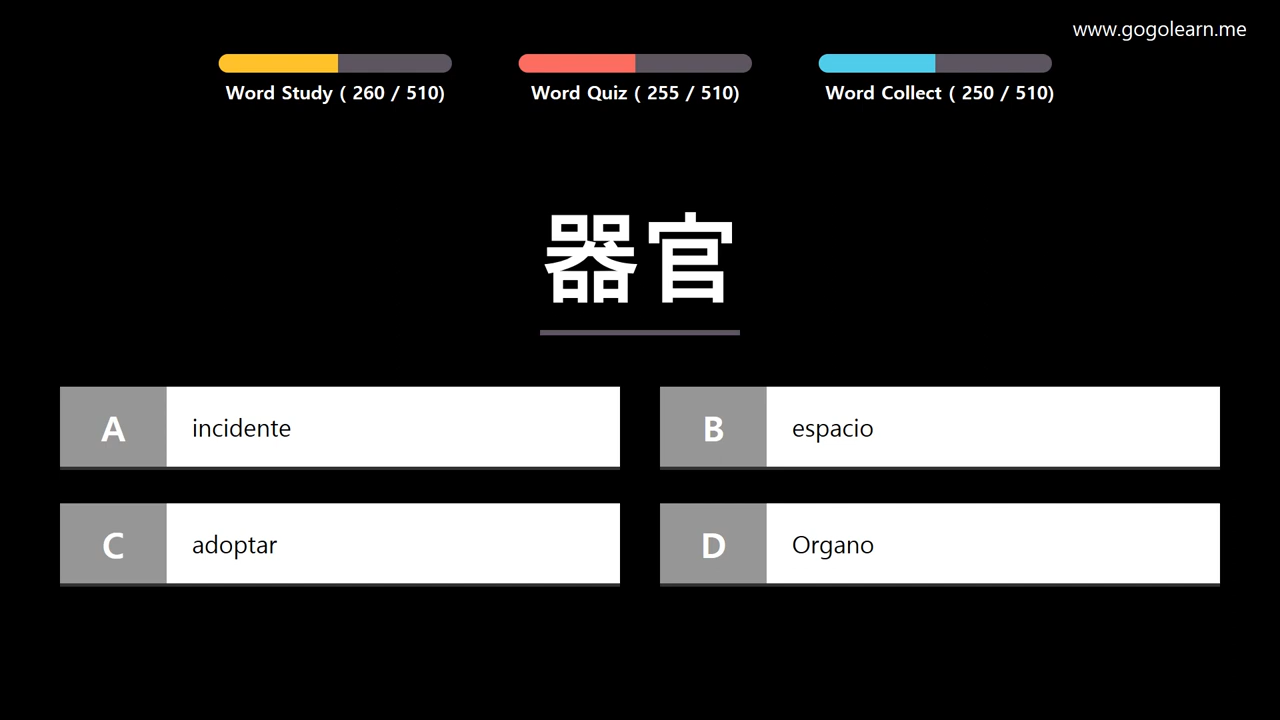 www.gogolearn.me
Word Study ( 260 / 510)
Word Quiz ( 255 / 510)
Word Collect ( 250 / 510)
器官
A incidente
B espacio
C adoptar
D Organo